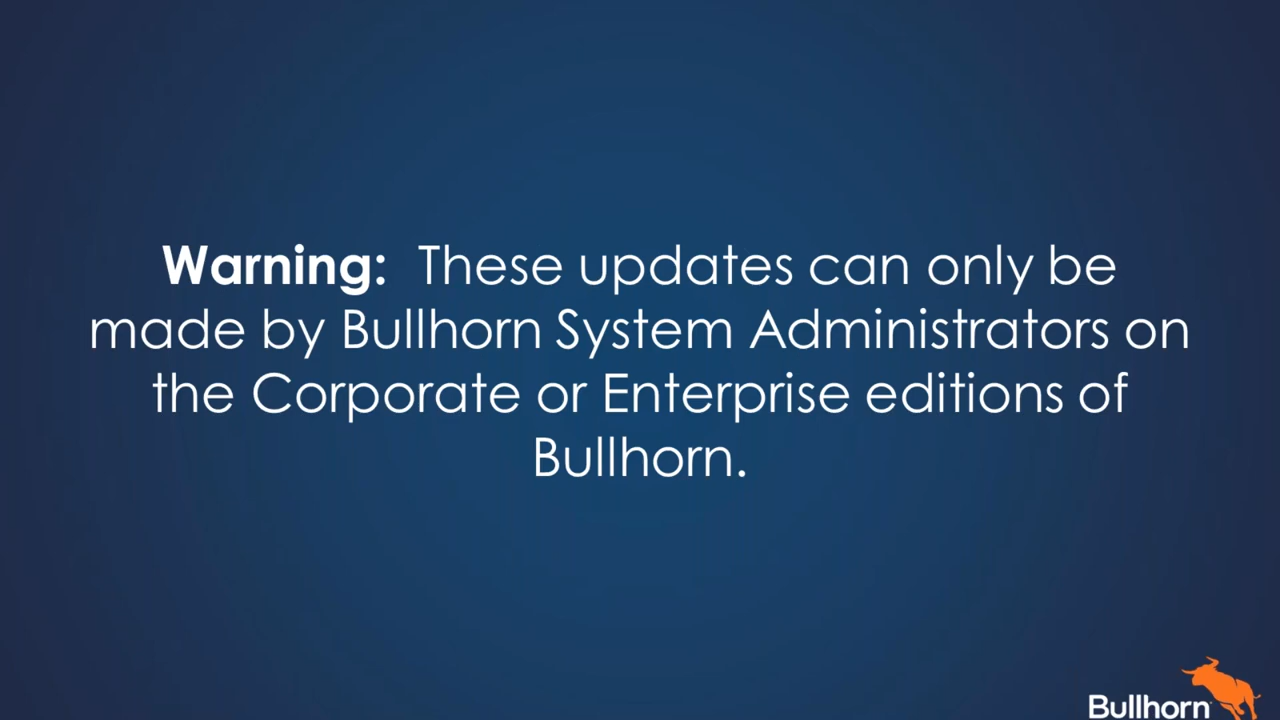 Warning: These updates can only be
made by Bullhorn System Administrators on
the Corporate or Enterprise editions of
Bullhorn.
Bullhorn